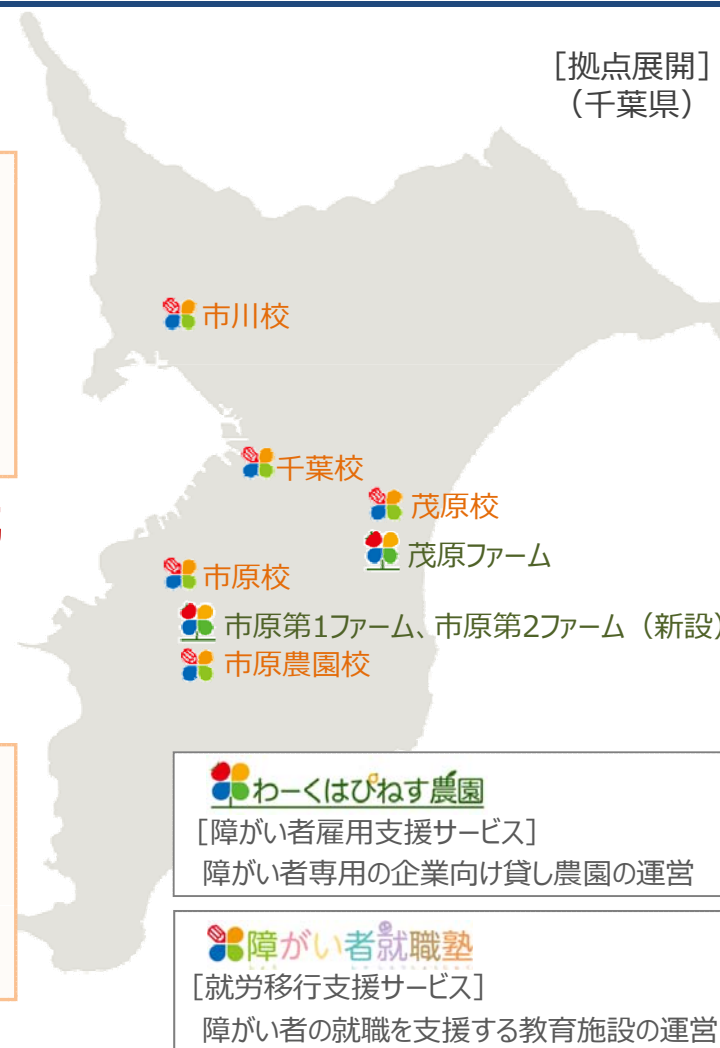 [拠点展開]
（千葉県）
市川校
千葉校
茂原校
茂原ファーム
市原校
市原第1ファーム、市原第2ファーム（新設）
市原農園校
わーくはぴねす農園
[障がい者雇用支援サービス]
障がい者専用の企業向け貸し農園の運営
障がい者就職塾
[就労移行支援サービス]
障がい者の就職を支援する教育施設の運営